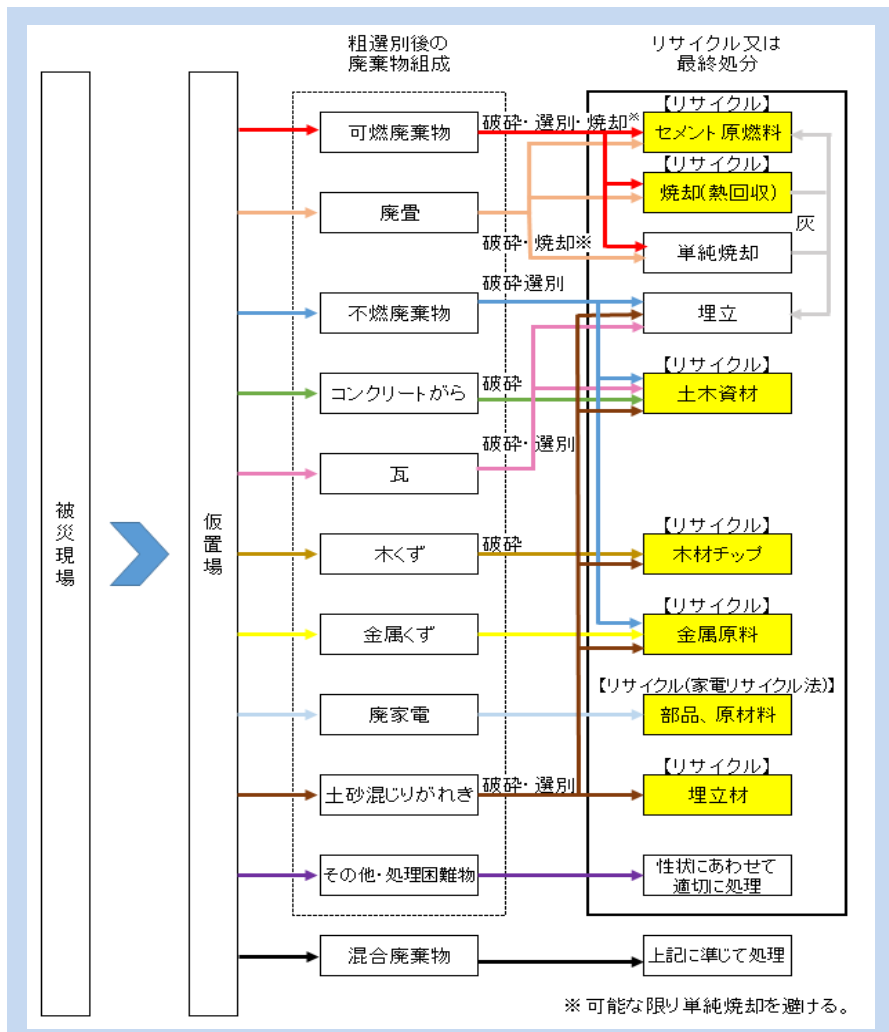 粗選別後の
廃棄物組成
リサイクル又は
最終処分
被災現場
仮置場
可燃廃棄物
破砕・選別・焼却※
【リサイクル】
セメント原燃料
【リサイクル】
焼却(熱回収)
灰
廃畳
破砕・焼却※
単純焼却
不燃廃棄物
破砕選別
埋立
コンクリートがら
破砕
【リサイクル】
土木資材
瓦
破砕・選別
木くず
破砕
【リサイクル】
木材チップ
金属くず
【リサイクル】
金属原料
廃家電
【リサイクル(家電リサイクル法)】
部品、原材料
土砂混じりがれき
破砕・選別
【リサイクル】
埋立材
その他・処理困難物
性状にあわせて
適切に処理
混合廃棄物
上記に準じて処理
※可能な限り単純焼却を避ける。